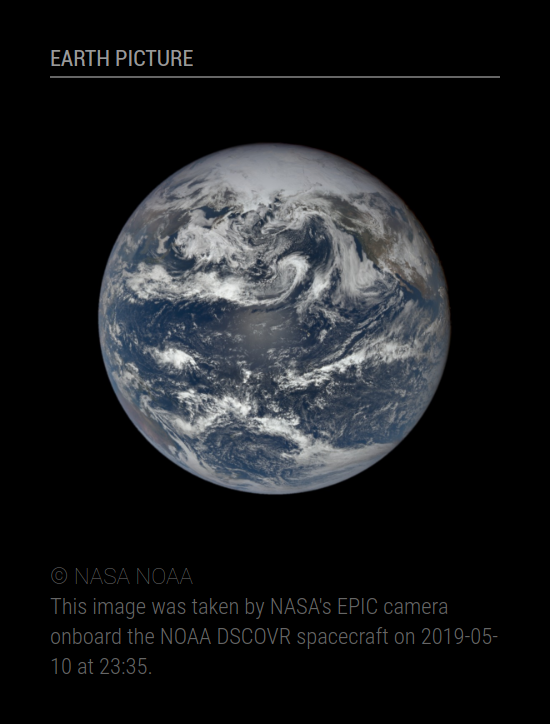 EARTH PICTURE
© NASA NOAA
This image was taken by NASA's EPIC camera
onboard the NOAA DSCOVR spacecraft on 2019-05-
10 at 23:35.